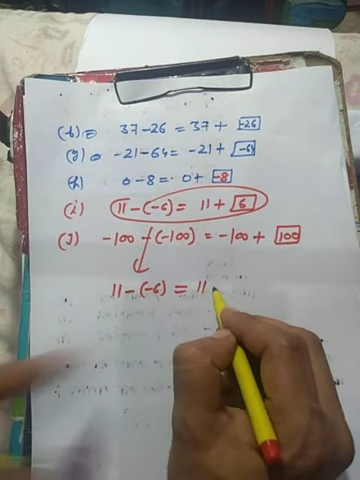 (f) 37-26 = 37 + -26
(g) -21-64= -21 + -64
(h) 0-8 = 0 + -8
(i) 11-(-6) = 11 + 6
(J) -100 -(-100) = -100 + 100
11-(-6) = 11